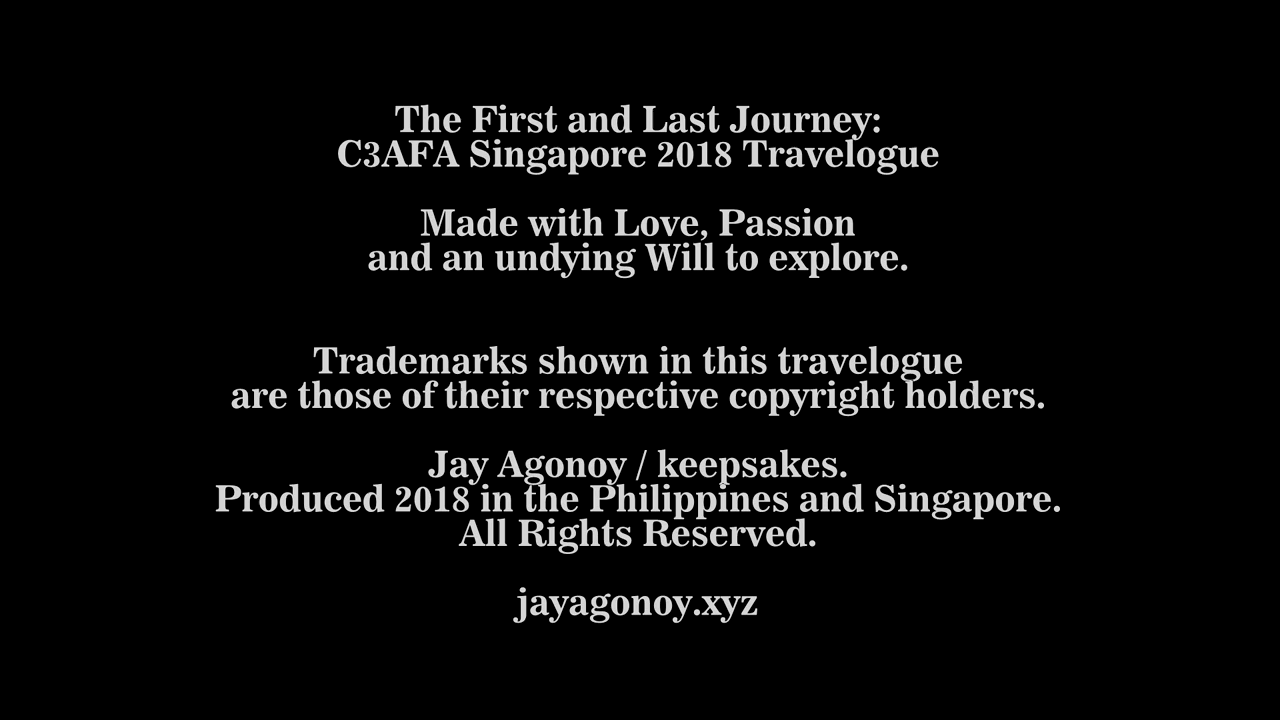 The First and Last Journey:
C3AFA Singapore 2018 Travelogue
Made with Love, Passion
and an undying Will to explore.
Trademarks shown in this travelogue
are those of their respective copyright holders.
Jay Agonoy / keepsakes.
Produced 2018 in the Philippines and Singapore.
All Rights Reserved.
jayagonoy.xyz